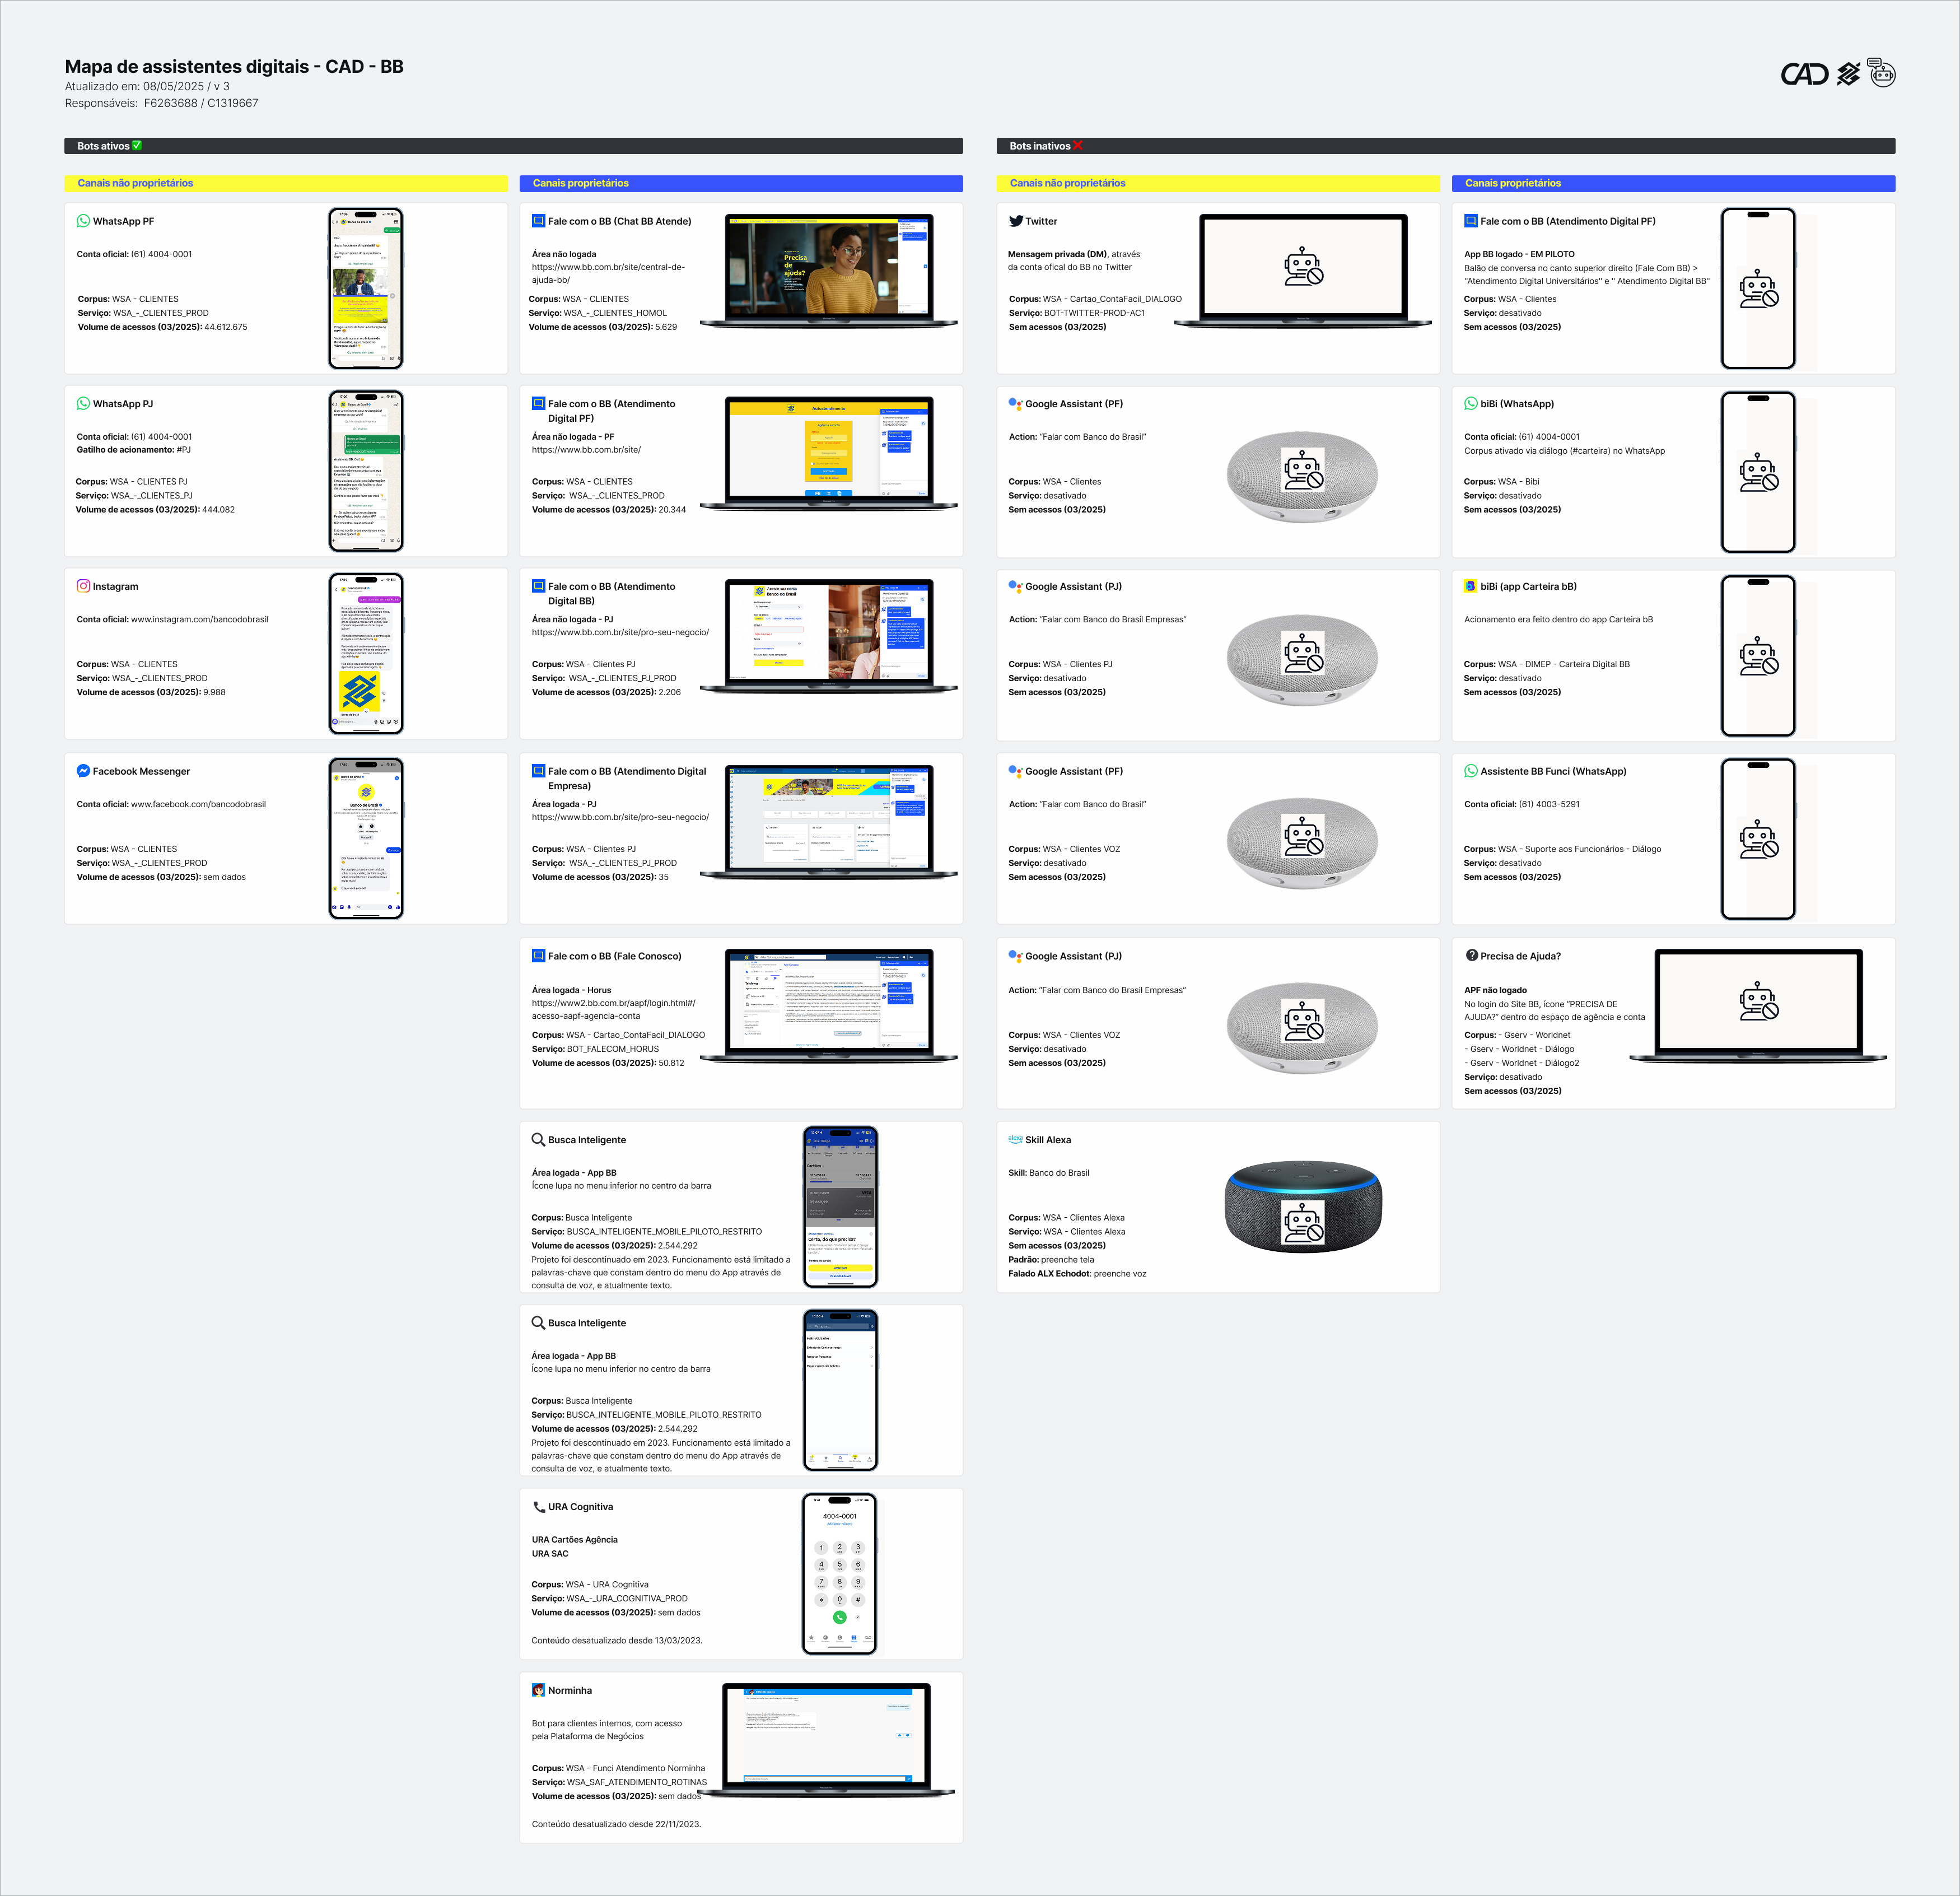 Mapa de assistentes digitais - CAD - BB
Atualizado em: 08/05/2025 / v 3
Responsáveis: F6263688 / C1319667
CAD
Bots ativos
Canais não proprietários
WhatsApp PF
Conta oficial: (61) 4004-0001
Corpus: WSA - CLIENTES
Serviço: WSA_-_CLIENTES_PROD
Volume de acessos (03/2025): 44.612.675
WhatsApp PJ
Conta oficial: (61) 4004-0001
Gatilho de acionamento: #PJ
Corpus: WSA - CLIENTES PJ
Serviço: WSA_-_CLIENTES_PJ
Volume de acessos (03/2025): 444.082
Instagram
Conta oficial: www.instagram.com/bancodobrasil
Corpus: WSA - CLIENTES
Serviço: WSA_-_CLIENTES_PROD
Volume de acessos (03/2025): 9.988
Facebook Messenger
Conta oficial: www.facebook.com/bancodobrasil
Corpus: WSA - CLIENTES
Serviço: WSA_-_CLIENTES_PROD
Volume de acessos (03/2025): sem dados
Canais proprietários
Fale com o BB (Chat BB Atende)
Área não logada
https://www.bb.com.br/site/central-de-
ajuda-bb/
Corpus: WSA - CLIENTES
Serviço: WSA_-_CLIENTES_HOMOL
Volume de acessos (03/2025): 5.629
Precisa
de
ajuda?
Fale com o BB (Atendimento
Digital PF)
Área não logada - PF
https://www.bb.com.br/site/
Corpus: WSA - CLIENTES
Serviço: WSA_-_CLIENTES_PROD
Volume de acessos (03/2025): 20.344
Autoatendimento
Fale com o BB (Atendimento
Digital BB)
Área não logada - PJ
https://www.bb.com.br/site/pro-seu-negocio/
Corpus: WSA - Clientes PJ
Serviço: WSA_-_CLIENTES_PJ_PROD
Volume de acessos (03/2025): 2.206
Acesse sua conta
Banco do Brasil
Fale com o BB (Atendimento Digital
Empresa)
Área logada - PJ
https://www.bb.com.br/site/pro-seu-negocio/
Corpus: WSA - Clientes PJ
Serviço: WSA_-_CLIENTES_PJ_PROD
Volume de acessos (03/2025): 35
Fale com o BB (Fale Conosco)
Área logada - Horus
https://www2.bb.com.br/aapf/login.html#/
acesso-aapf-agencia-conta
Corpus: WSA - Cartao_ContaFacil_DIALOGO
Serviço: BOT_FALECOM_HORUS
Volume de acessos (03/2025): 50.812
Busca Inteligente
Área logada - App BB
Ícone lupa no menu inferior no centro da barra
Corpus: Busca Inteligente
Serviço: BUSCA_INTELIGENTE_MOBILE_PILOTO_RESTRITO
Volume de acessos (03/2025): 2.544.292
Projeto foi descontinuado em 2023. Funcionamento está limitado a
palavras-chave que constam dentro do menu do App através de
consulta de voz, e atualmente texto.
Certo, do que precisa?
Busca Inteligente
Área logada - App BB
Ícone lupa no menu inferior no centro da barra
Corpus: Busca Inteligente
Serviço: BUSCA_INTELIGENTE_MOBILE_PILOTO_RESTRITO
Volume de acessos (03/2025): 2.544.292
Projeto foi descontinuado em 2023. Funcionamento está limitado a
palavras-chave que constam dentro do menu do App através de
consulta de voz, e atualmente texto.
URA Cognitiva
URA Cartões Agência
URA SAC
Corpus: WSA - URA Cognitiva
Serviço: WSA_-_URA_COGNITIVA_PROD
Volume de acessos (03/2025): sem dados
Conteúdo desatualizado desde 13/03/2023.
4004-0001
1 2 3
4 5 6
7 8 9
* 0 #
Norminha
Bot para clientes internos, com acesso
pela Plataforma de Negócios
Corpus: WSA - Funci Atendimento Norminha
Serviço: WSA_SAF_ATENDIMENTO_ROTINAS
Volume de acessos (03/2025): sem dados
Conteúdo desatualizado desde 22/11/2023.
Bots inativos
Canais não proprietários
Twitter
Mensagem privada (DM), através
da conta ofical do BB no Twitter
Corpus: WSA - Cartao_ContaFacil_DIALOGO
Serviço: BOT-TWITTER-PROD-AC1
Sem acessos (03/2025)
Google Assistant (PF)
Action: "Falar com Banco do Brasil"
Corpus: WSA - Clientes
Serviço: desativado
Sem acessos (03/2025)
Google Assistant (PJ)
Action: "Falar com Banco do Brasil Empresas"
Corpus: WSA - Clientes PJ
Serviço: desativado
Sem acessos (03/2025)
Google Assistant (PF)
Action: "Falar com Banco do Brasil"
Corpus: WSA - Clientes VOZ
Serviço: desativado
Sem acessos (03/2025)
Google Assistant (PJ)
Action: "Falar com Banco do Brasil Empresas"
Corpus: WSA - Clientes VOZ
Serviço: desativado
Sem acessos (03/2025)
alexa
Skill Alexa
Skill: Banco do Brasil
Corpus: WSA - Clientes Alexa
Serviço: WSA - Clientes Alexa
Sem acessos (03/2025)
Padrão: preenche tela
Falado ALX Echodot: preenche voz
Canais proprietários
Fale com o BB (Atendimento Digital PF)
App BB logado - EM PILOTO
Balão de conversa no canto superior direito (Fale Com BB) >
"Atendimento Digital Universitários" e " Atendimento Digital BB"
Corpus: WSA - Clientes
Serviço: desativado
Sem acessos (03/2025)
biBi (WhatsApp)
Conta oficial: (61) 4004-0001
Corpus ativado via diálogo (#carteira) no WhatsApp
Corpus: WSA - Bibi
Serviço: desativado
Sem acessos (03/2025)
biBi (app Carteira bB)
Acionamento era feito dentro do app Carteira bB
Corpus: WSA - DIMEP - Carteira Digital BB
Serviço: desativado
Sem acessos (03/2025)
Assistente BB Funci (WhatsApp)
Conta oficial: (61) 4003-5291
Corpus: WSA - Suporte aos Funcionários - Diálogo
Serviço: desativado
Sem acessos (03/2025)
Precisa de Ajuda?
APF não logado
No login do Site BB, ícone "PRECISA DE
AJUDA?" dentro do espaço de agência e conta
Corpus: - Gserv - Worldnet
- Gserv - Worldnet - Diálogo
- Gserv - Worldnet - Diálogo2
Serviço: desativado
Sem acessos (03/2025)